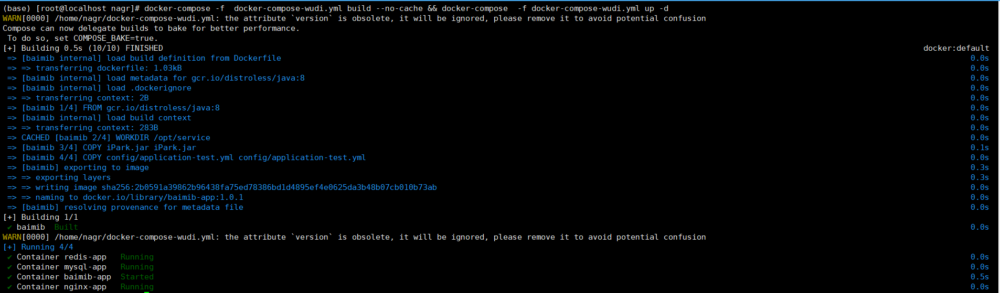 (base) [root@localhost nagr]# docker-compose -f  docker-compose-wudi.yml build --no-cache && docker-compose  -f docker-compose-wudi.yml up -d
WARN[0000] /home/nagr/docker-compose-wudi.yml: the attribute `version` is obsolete, it will be ignored, please remove it to avoid potential confusion
Compose can now delegate builds to bake for better performance.
 To do so, set COMPOSE_BAKE=true.
[+] Building 0.5s (10/10) FINISHED docker:default
 => [baimib internal] load build definition from Dockerfile 0.0s
 => => transferring dockerfile: 1.03kB 0.0s
 => [baimib internal] load metadata for gcr.io/distroless/java:8 0.0s
 => [baimib internal] load .dockerignore 0.0s
 => => transferring context: 2B 0.0s
 => [baimib 1/4] FROM gcr.io/distroless/java:8 0.0s
 => [baimib internal] load build context 0.0s
 => => transferring context: 283B 0.0s
 => CACHED [baimib 2/4] WORKDIR /opt/service 0.0s
 => [baimib 3/4] COPY iPark.jar iPark.jar 0.1s
 => [baimib 4/4] COPY config/application-test.yml config/application-test.yml 0.0s
 => [baimib] exporting to image 0.3s
 => => exporting layers 0.3s
 => => writing image sha256:2b0591a39862b96438fa75ed78386bd1d4895ef4e0625da3b48b07cb010b73ab 0.0s
 => => naming to docker.io/library/baimib-app:1.0.1 0.0s
 => [baimib] resolving provenance for metadata file 0.0s
[+] Building 1/1
 ✔ baimib  Built 0.0s
WARN[0000] /home/nagr/docker-compose-wudi.yml: the attribute `version` is obsolete, it will be ignored, please remove it to avoid potential confusion
[+] Running 4/4
 ✔ Container redis-app   Running 0.0s
 ✔ Container mysql-app   Running 0.0s
 ✔ Container baimib-app  Started 0.5s
 ✔ Container nginx-app   Running 0.0s